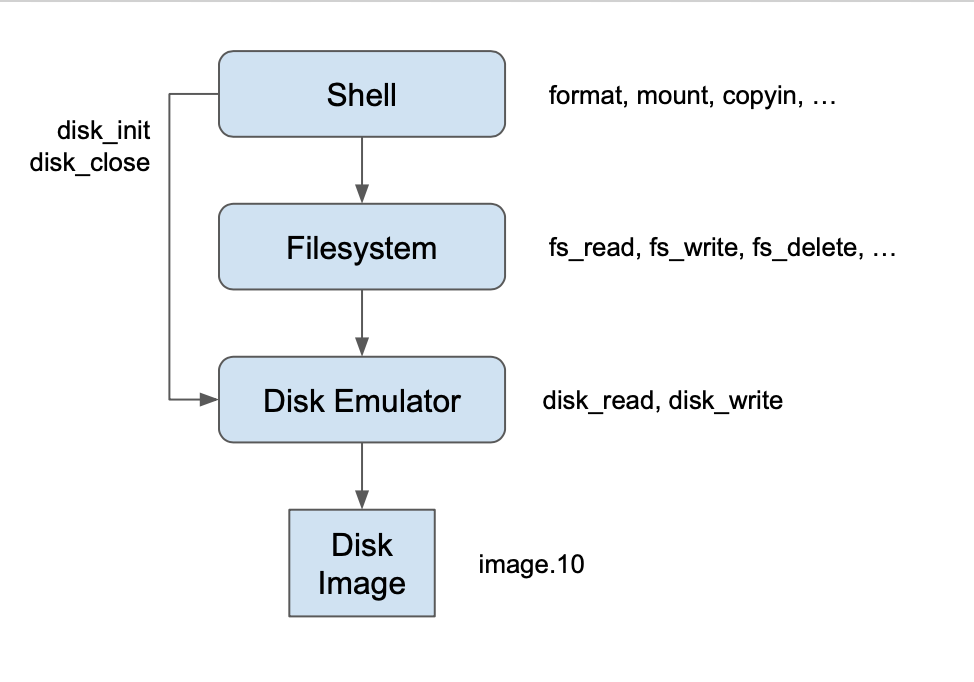 Shell
format, mount, copyin, …
disk_init
disk_close
Filesystem
fs_read, fs_write, fs_delete, …
Disk Emulator
disk_read, disk_write
Disk
Image
image.10